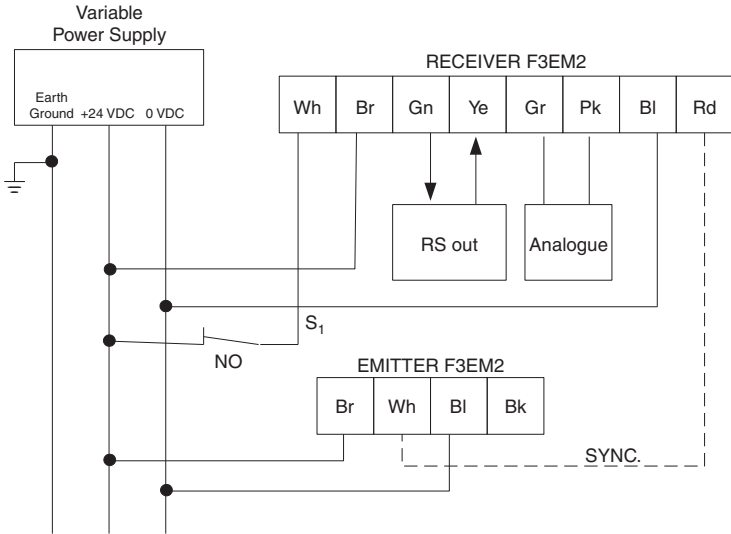 Variable
Power Supply
Earth
Ground +24 VDC 0 VDC
RECEIVER F3EM2
Wh Br Gn Ye Gr Pk Bl Rd
RS out
Analogue
S₁
NO
EMITTER F3EM2
Br Wh Bl Bk
SYNC.